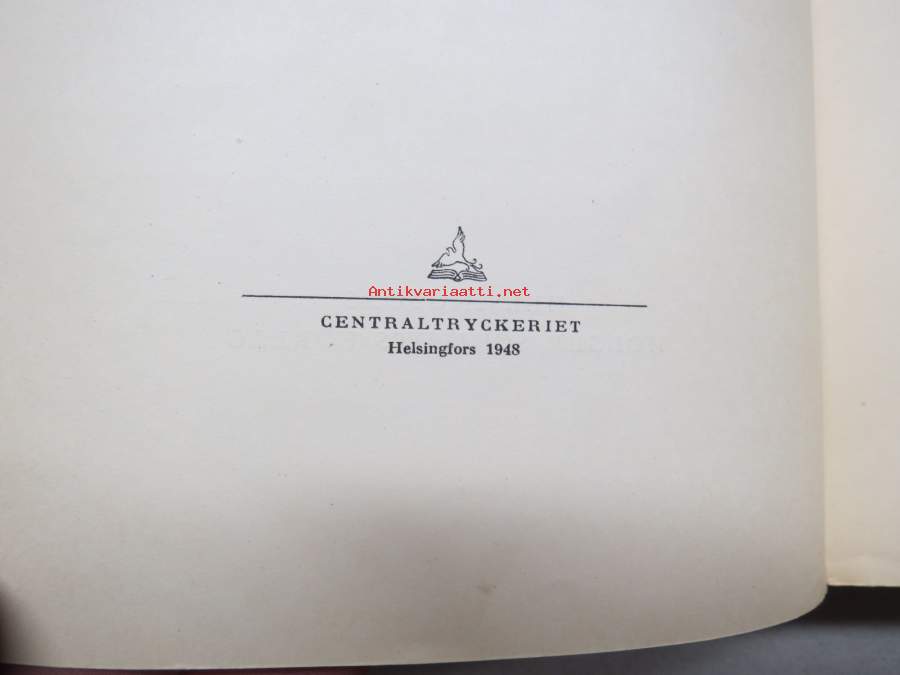 Antikvariaatti.net
CENTRALTRYCKERIET
Helsingfors 1948